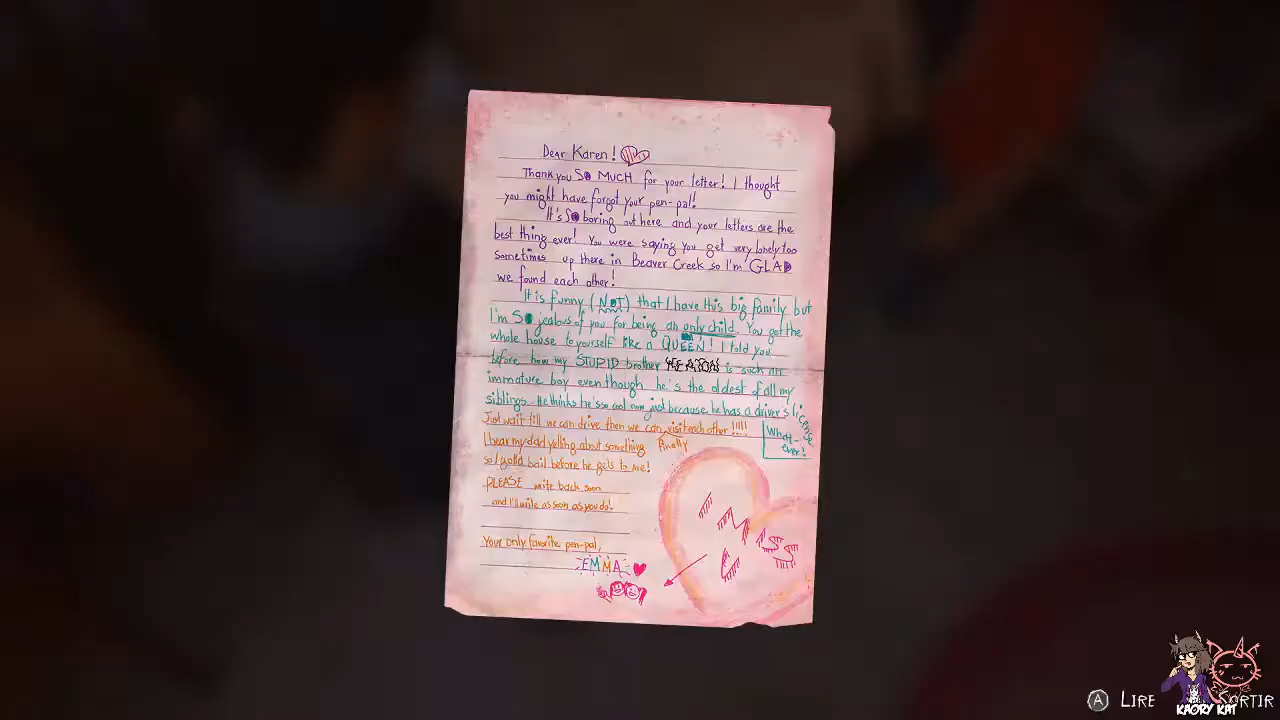 Dear Karen!
Thank you SO MUCH for your letter! I thought
you might have forgot your pen-pal!
It's SO boring out here and your letters are the
best thing ever! You were saying you get very lonely too
sometimes up there in Beaver Creek so I'm GLAD
we found each other!
It is funny (NOT) that I have this big family but
I'm SO jealous of you for being an only child. You get the
whole house to yourself like a QUEEN! I told you
before how my STUPID brother is such an
immature boy even though he's the oldest of all my
siblings. He thinks he's so cool now just because he has a driver's license
What-
ever!
Just wait till we can drive then we can finally visit each other!!!!
I hear my dad yelling about something
so I gotta bail before he gets to me!
PLEASE write back soon
and I'll write as soon as you do!
Your only favorite pen-pal,
EMMA
A LIRE
SORTIR
KAORY KAT